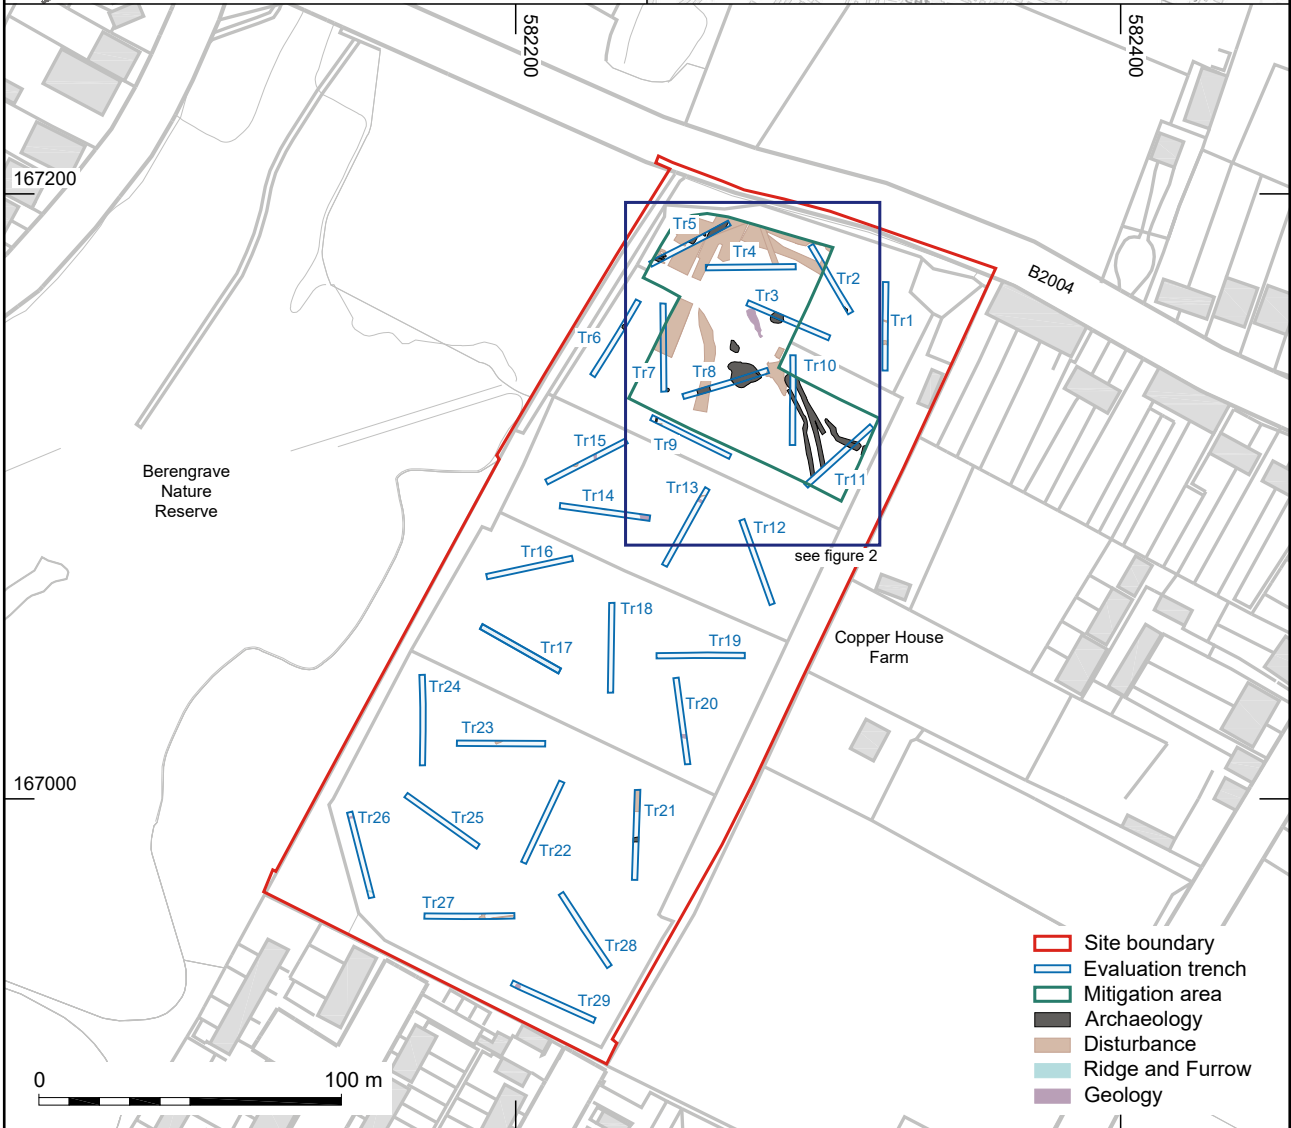 582200
582400
167200
B2004
Tr5
Tr4
Tr2
Tr3
Tr1
Tr6
Tr7
Tr8
Tr10
Tr9
Tr11
Tr15
Tr14
Tr13
Tr12
Berengrave
Nature
Reserve
see figure 2
Tr16
Tr18
Tr17
Tr19
Copper House
Farm
Tr24
Tr20
Tr23
167000
Tr26
Tr25
Tr22
Tr21
Tr27
Tr28
Tr29
Site boundary
Evaluation trench
Mitigation area
Archaeology
Disturbance
Ridge and Furrow
Geology
0 100 m